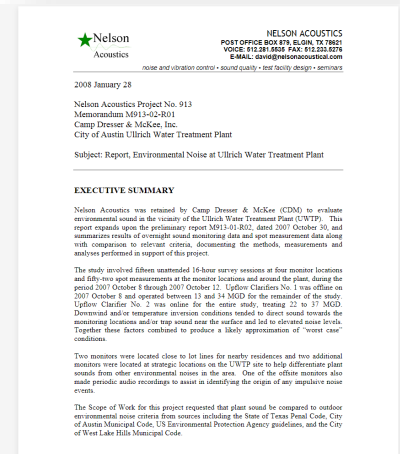 Nelson
Acoustics
NELSON ACOUSTICS
POST OFFICE BOX 879, ELGIN, TX 78621
VOICE: 512.281.5535 FAX: 512.233.5276
E-MAIL: david@nelsonacoustical.com
noise and vibration control • sound quality • test facility design • seminars
2008 January 28
Nelson Acoustics Project No. 913
Memorandum M913-02-R01
Camp Dresser & McKee, Inc.
City of Austin Ullrich Water Treatment Plant
Subject: Report, Environmental Noise at Ullrich Water Treatment Plant
EXECUTIVE SUMMARY
Nelson Acoustics was retained by Camp Dresser & McKee (CDM) to evaluate
environmental sound in the vicinity of the Ullrich Water Treatment Plant (UWTP). This
report expands upon the preliminary report M913-01-R02, dated 2007 October 30, and
summarizes results of oversight sound monitoring data and spot measurement data along
with comparison to relevant criteria, documenting the methods, measurements and
analyses performed in support of this project.
The study involved fifteen unattended 16-hour survey sessions at four monitor locations
and fifty-two spot measurements at the monitor locations and around the plant, during the
period 2007 October 8 through 2007 October 12. Upflow Clarifiers No. 1 was offline on
2007 October 8 and operated between 13 and 34 MGD for the remainder of the study.
Upflow Clarifier No. 2 was online for the entire study, treating 22 to 37 MGD.
Downwind and/or temperature inversion conditions tended to direct sound towards the
monitoring locations and/or trap sound near the surface and led to elevated noise levels.
Together these factors combined to produce a likely approximation of “worst case”
conditions.
Two monitors were located close to lot lines for nearby residences and two additional
monitors were located at strategic locations on the UWTP site to help differentiate plant
sounds from other environmental noises in the area. One of the offsite monitors also
made periodic audio recordings to assist in identifying the origin of any impulsive noise
events.
The Scope of Work for this project requested that plant sound be compared to outdoor
environmental noise criteria from sources including the State of Texas Penal Code, City
of Austin Municipal Code, US Environmental Protection Agency guidelines, and the City
of West Lake Hills Municipal Code.